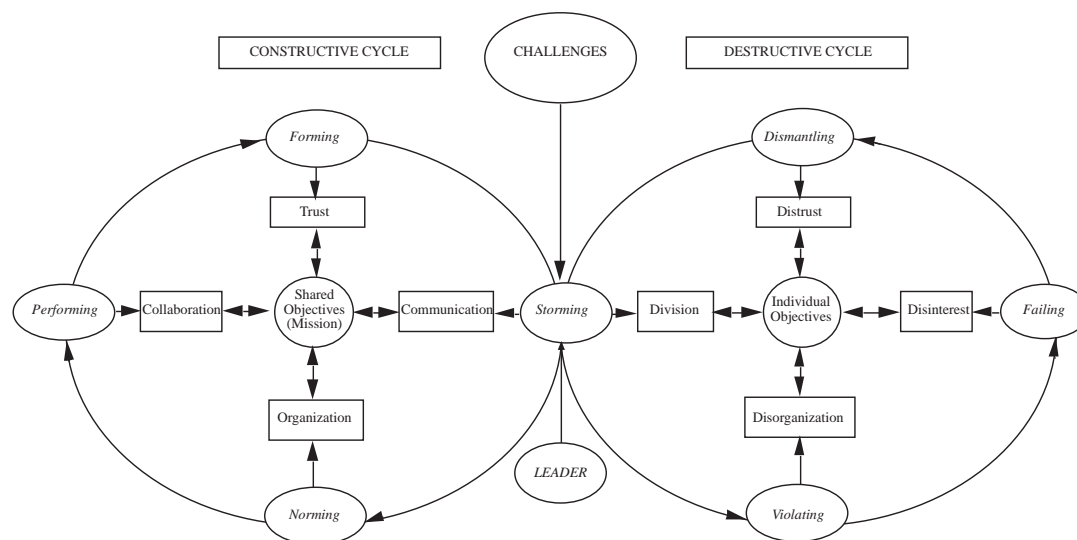 CONSTRUCTIVE CYCLE
CHALLENGES
DESTRUCTIVE CYCLE
Forming
Dismantling
Trust
Distrust
Performing
Collaboration
Shared
Objectives
(Mission)
Communication
Storming
Division
Individual
Objectives
Disinterest
Failing
Organization
Disorganization
LEADER
Norming
Violating